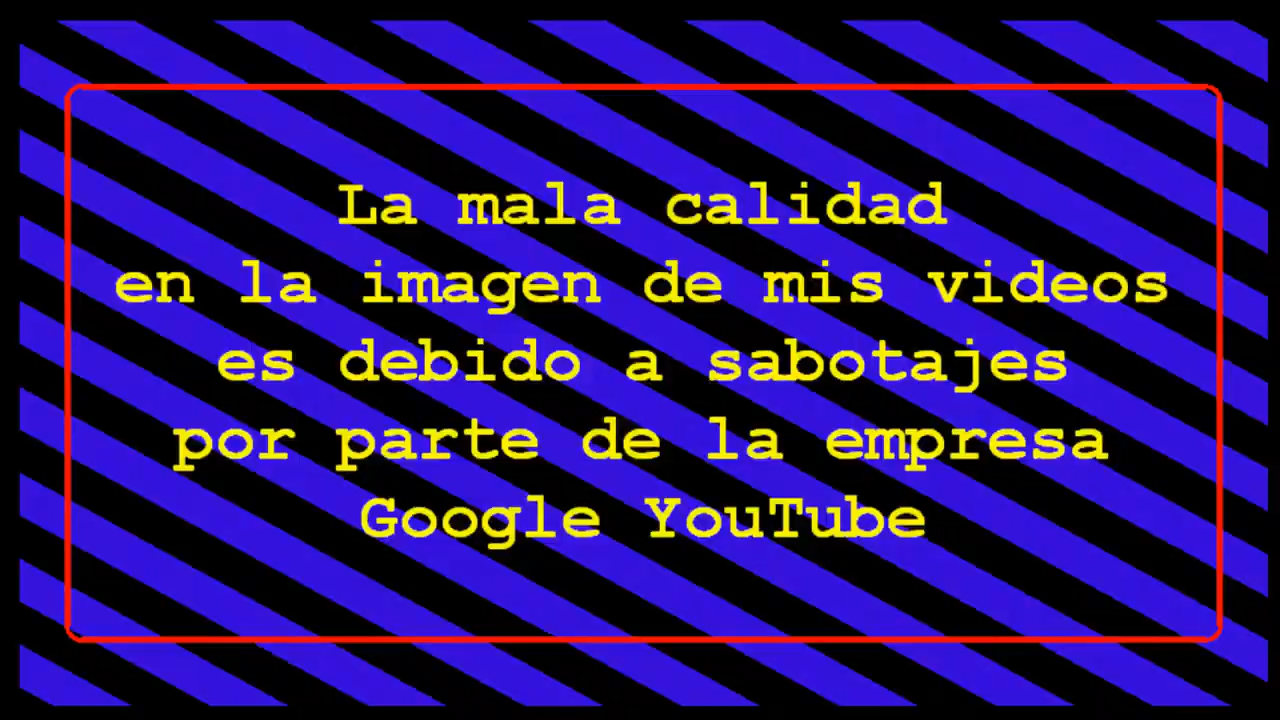 La mala calidad
en la imagen de mis videos
es debido a sabotajes
por parte de la empresa
Google YouTube